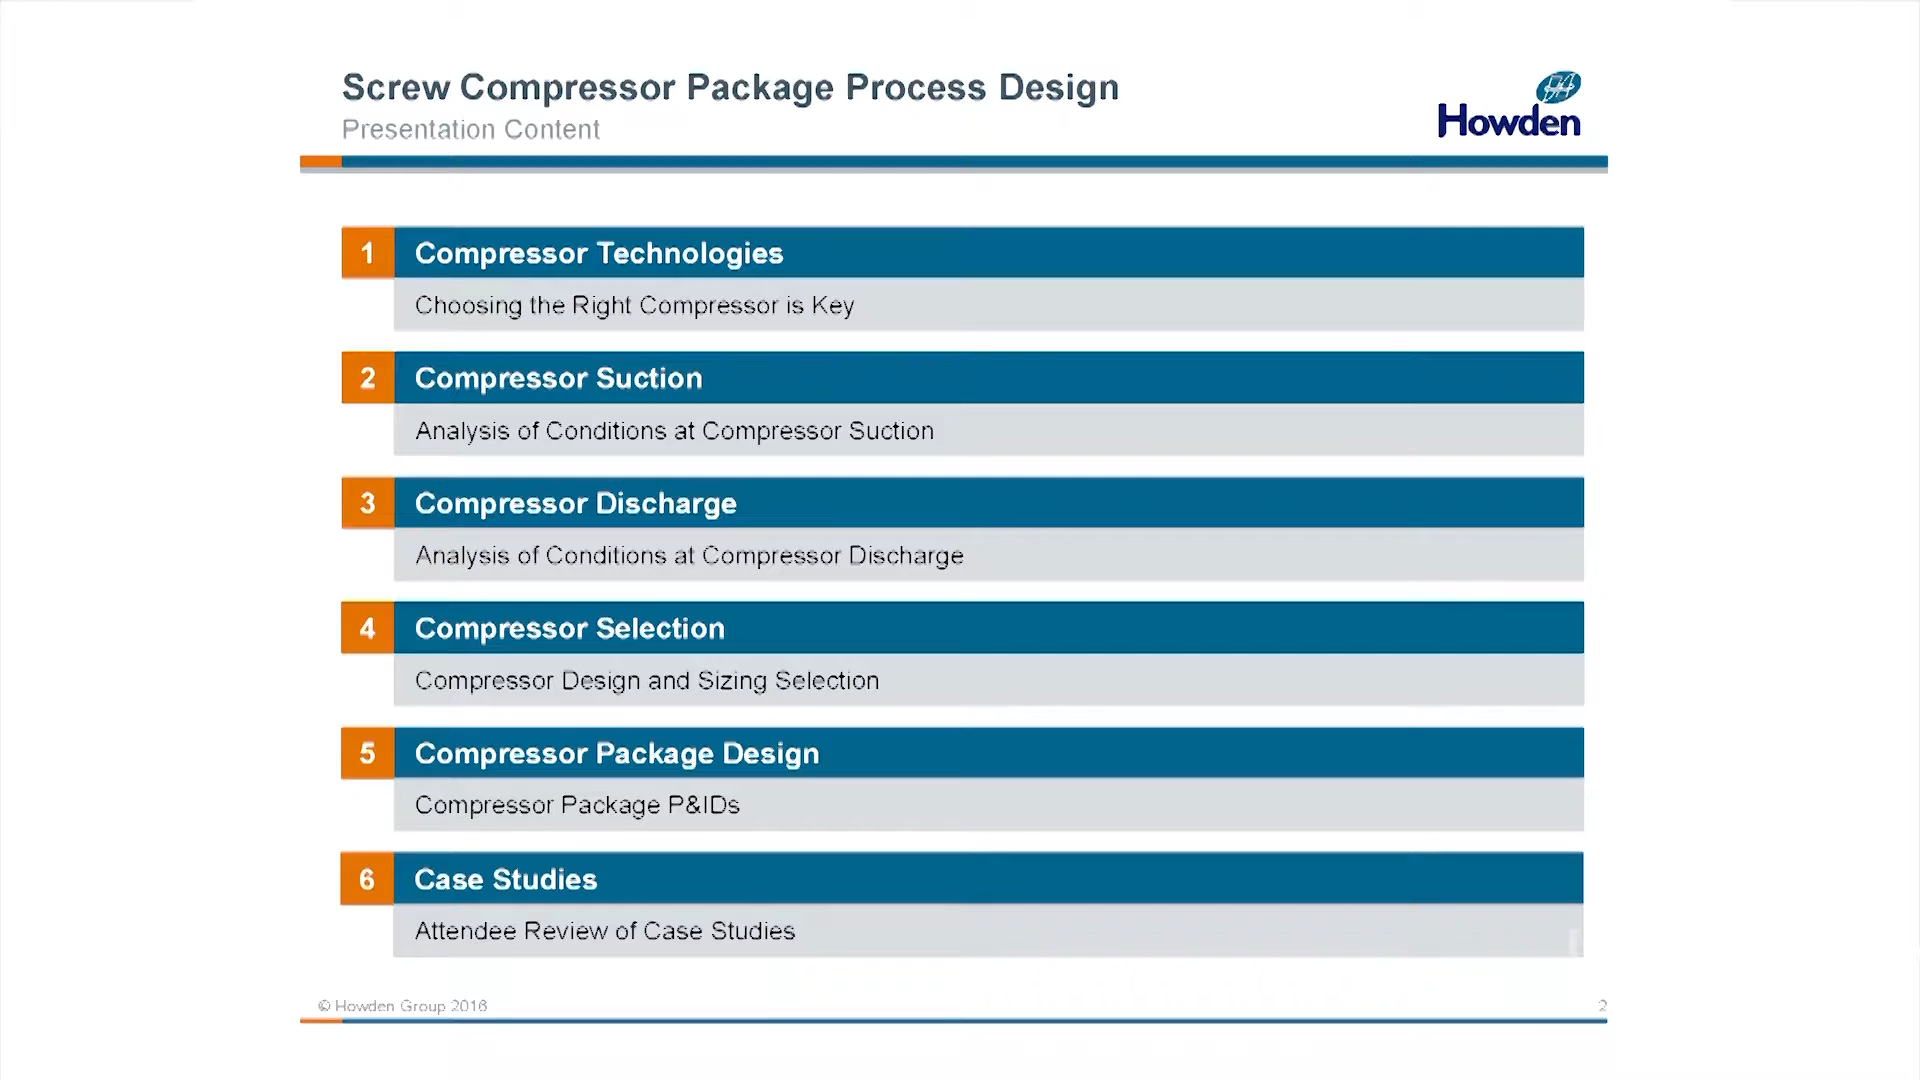 Screw Compressor Package Process Design
Presentation Content
Howden
1 Compressor Technologies
Choosing the Right Compressor is Key
2 Compressor Suction
Analysis of Conditions at Compressor Suction
3 Compressor Discharge
Analysis of Conditions at Compressor Discharge
4 Compressor Selection
Compressor Design and Sizing Selection
5 Compressor Package Design
Compressor Package P&IDs
6 Case Studies
Attendee Review of Case Studies
© Howden Group 2016
2